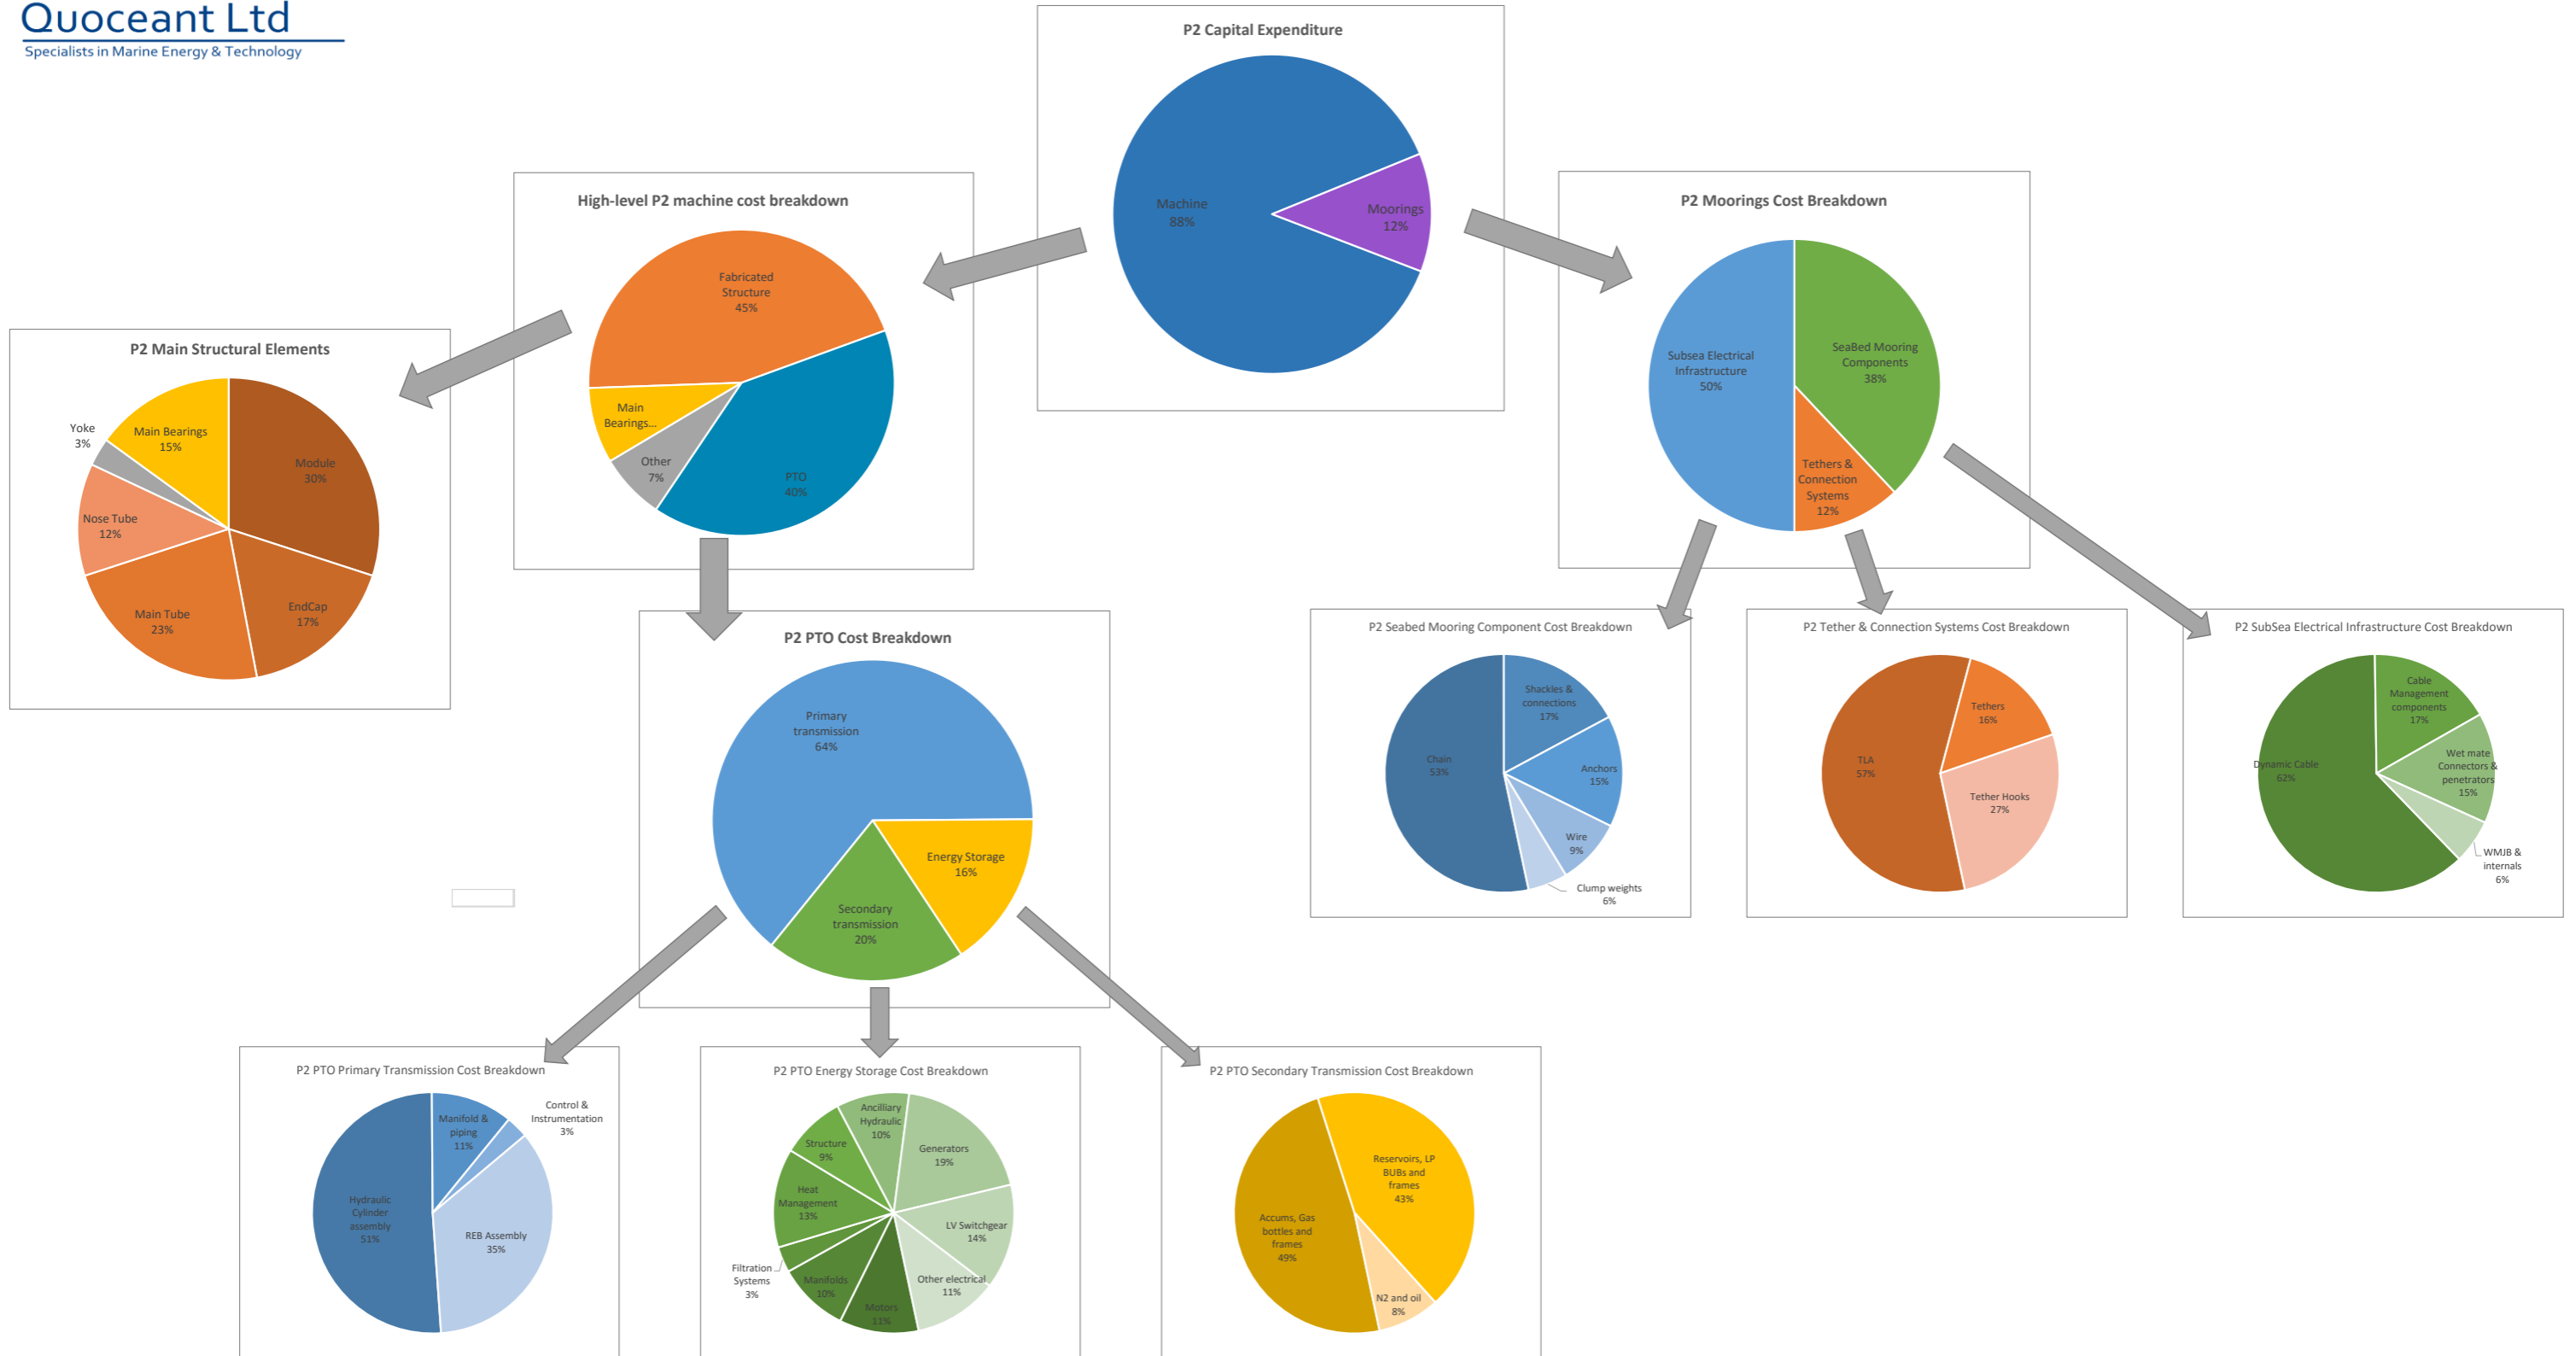 Quoceant Ltd
Specialists in Marine Energy & Technology
P2 Capital Expenditure
Machine
88%
Moorings
12%
High-level P2 machine cost breakdown
Fabricated
Structure
45%
Main
Bearings...
Other
7%
PTO
40%
P2 Moorings Cost Breakdown
Subsea Electrical
Infrastructure
50%
SeaBed Mooring
Components
38%
Tethers &
Connection
Systems
12%
P2 Main Structural Elements
Yoke
3%
Main Bearings
15%
Module
30%
Nose Tube
12%
Main Tube
23%
EndCap
17%
P2 PTO Cost Breakdown
Primary
transmission
64%
Energy Storage
16%
Secondary
transmission
20%
P2 Seabed Mooring Component Cost Breakdown
Shackles &
connections
17%
Chain
53%
Anchors
15%
Wire
9%
Clump weights
6%
P2 Tether & Connection Systems Cost Breakdown
Tethers
16%
TLA
57%
Tether Hooks
27%
P2 SubSea Electrical Infrastructure Cost Breakdown
Cable
Management
components
17%
Dynamic Cable
62%
Wet mate
Connectors &
penetrators
15%
WMJB &
internals
6%
P2 PTO Primary Transmission Cost Breakdown
Manifold &
piping
11%
Control &
Instrumentation
3%
Hydraulic
Cylinder
assembly
51%
REB Assembly
35%
P2 PTO Energy Storage Cost Breakdown
Ancilliary
Hydraulic
10%
Structure
9%
Generators
19%
Heat
Management
13%
LV Switchgear
14%
Filtration
Systems
3%
Manifolds
10%
Motors
11%
Other electrical
11%
P2 PTO Secondary Transmission Cost Breakdown
Reservoirs, LP
BUBs and
frames
43%
Accums, Gas
bottles and
frames
49%
N2 and oil
8%